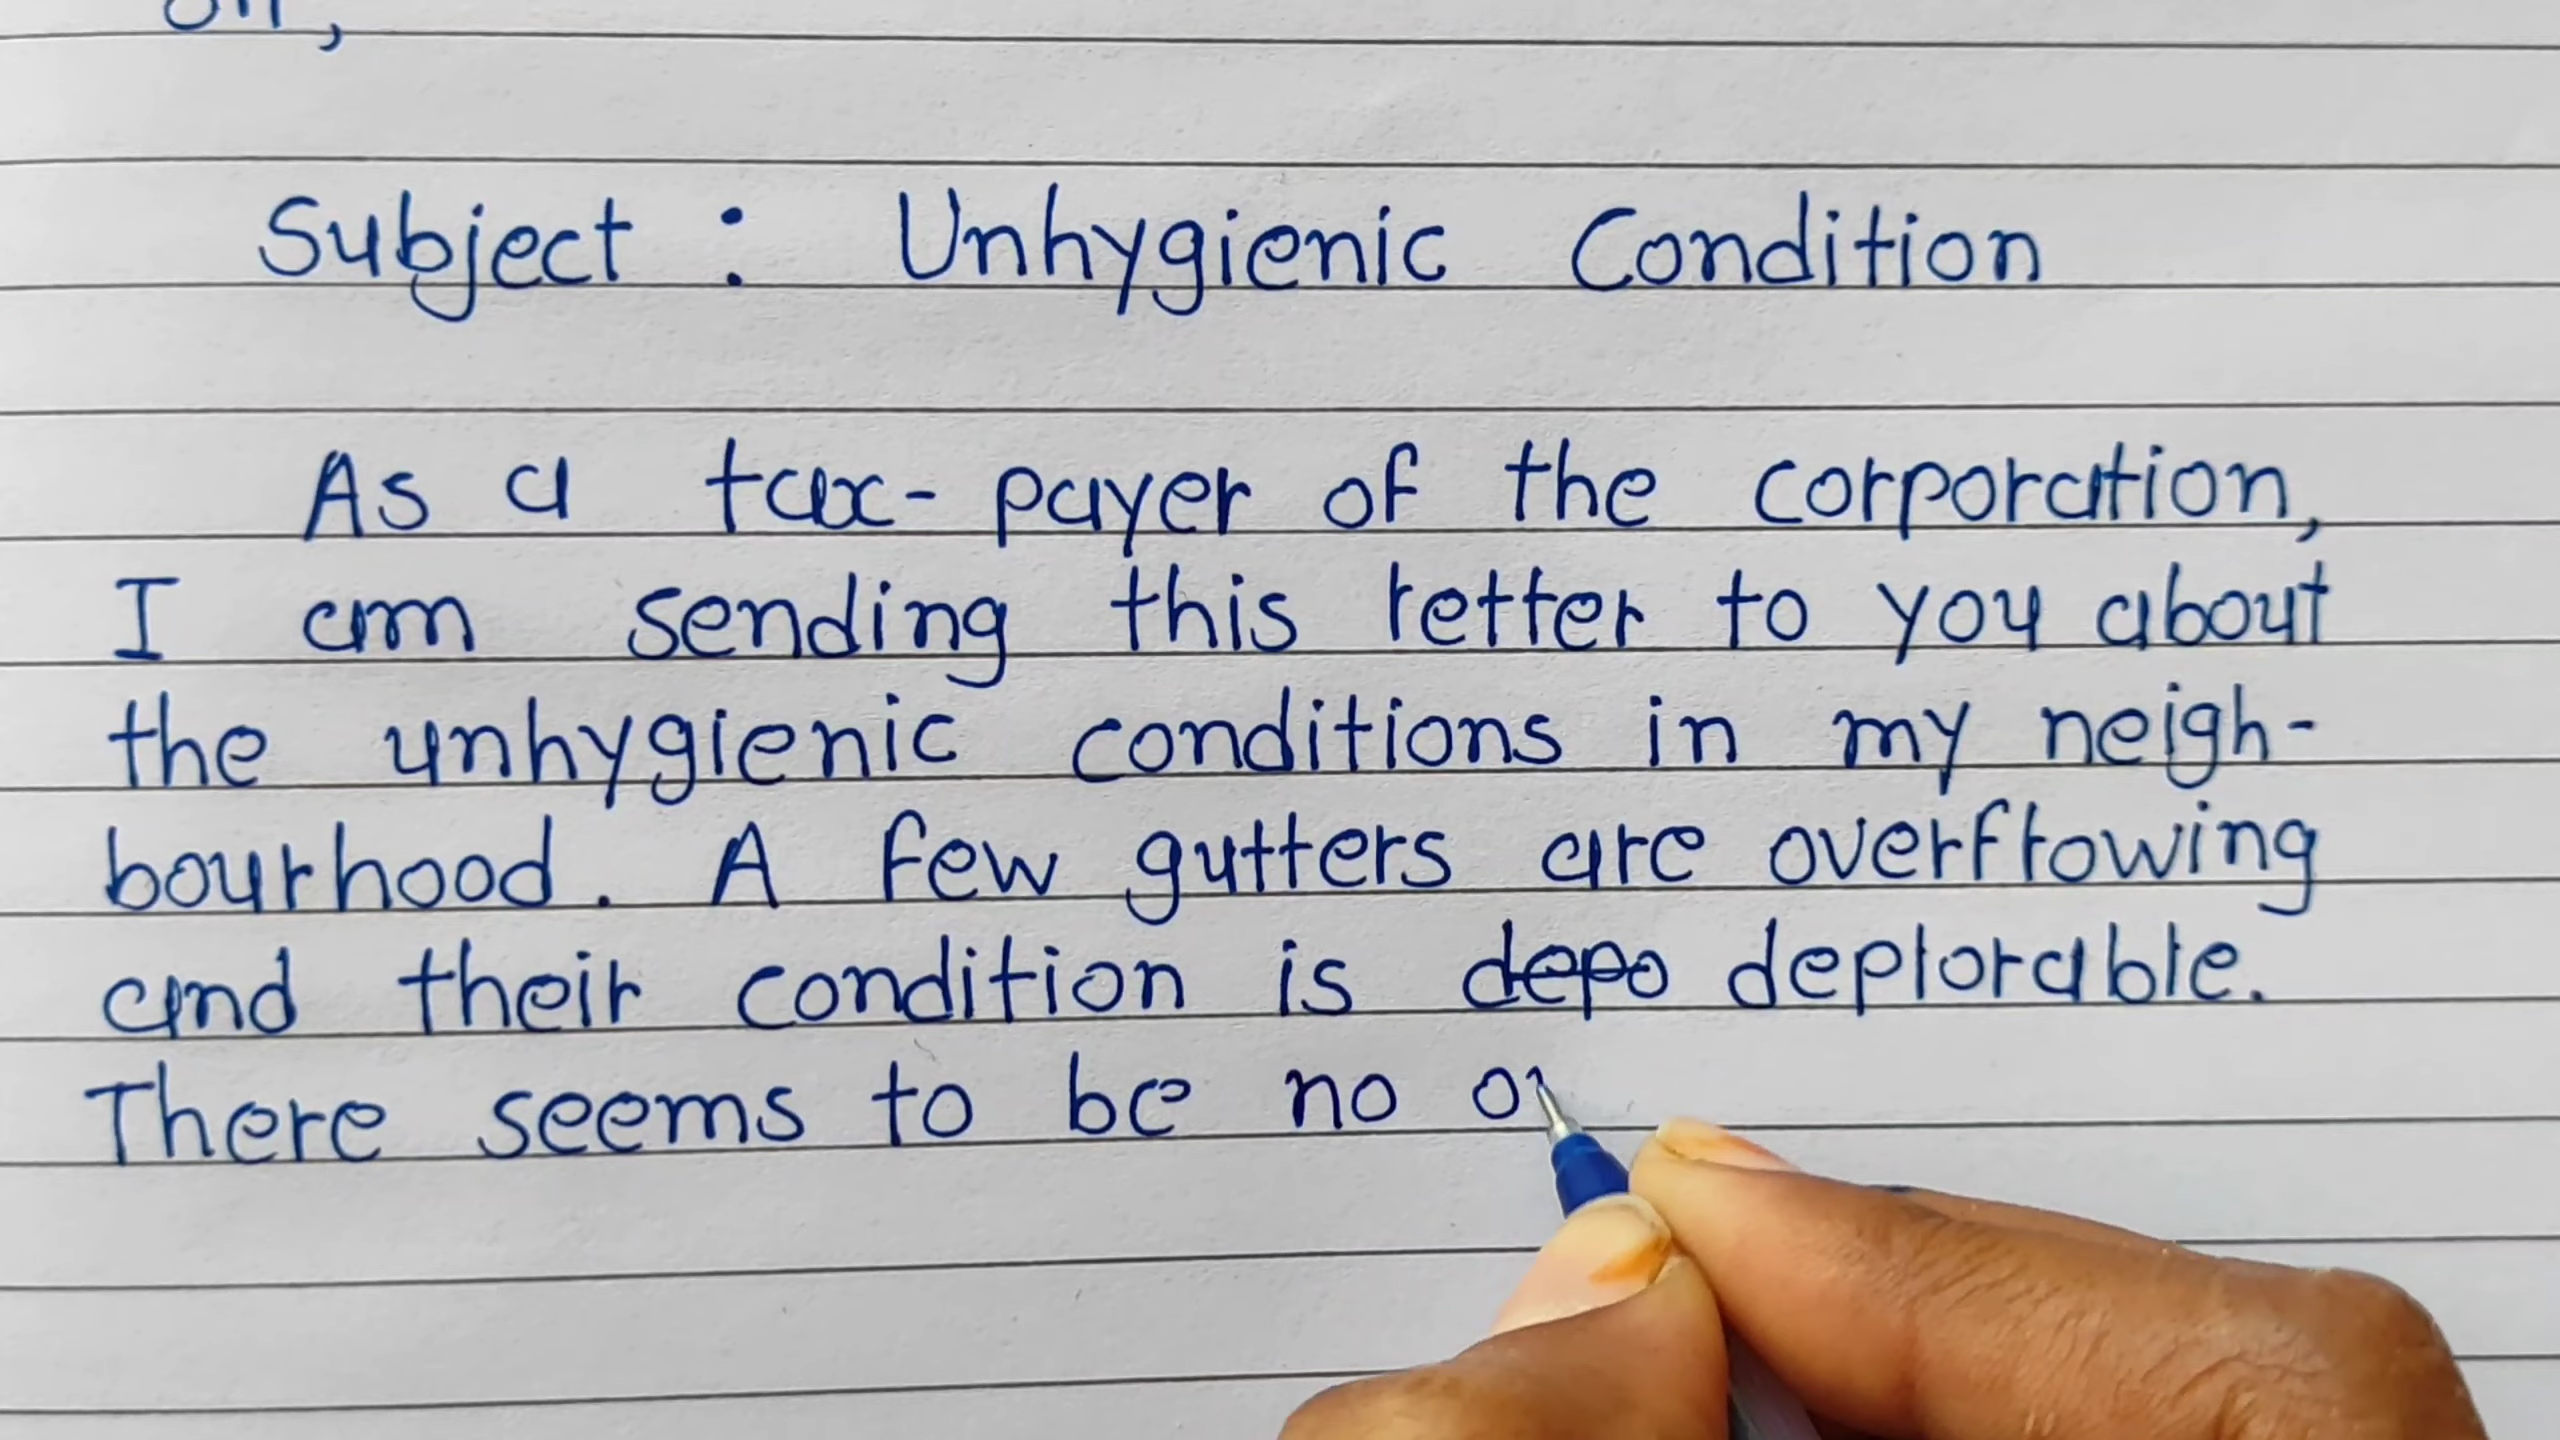 Subject : Unhygienic Condition
As a tax-payer of the corporation,
I am sending this letter to you about
the unhygienic conditions in my neigh-
bourhood. A few gutters are overflowing
and their condition is ~~depo~~ deplorable.
There seems to be no